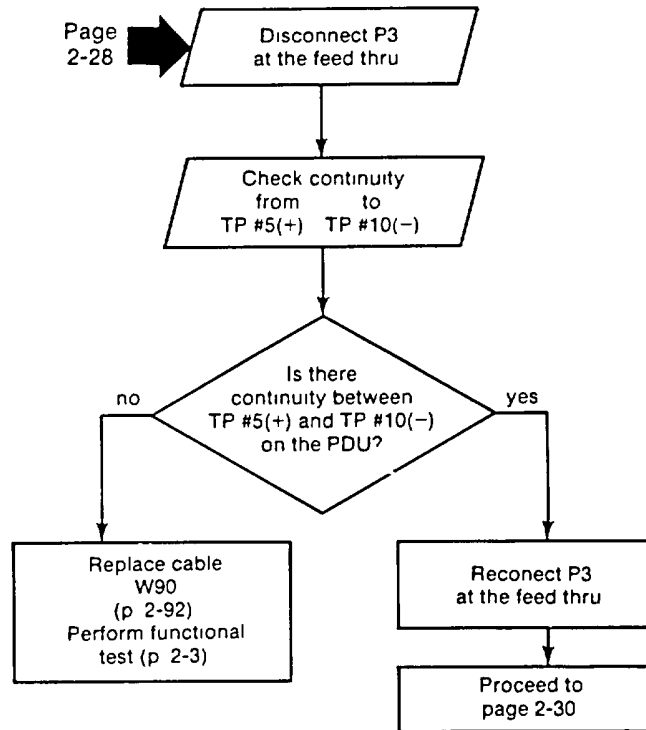 Page
2-28
Disconnect P3
at the feed thru
Check continuity
from to
TP #5(+) TP #10(−)
Is there
continuity between
TP #5(+) and TP #10(−)
on the PDU?
no
yes
Replace cable
W90
(p 2-92)
Perform functional
test (p 2-3)
Reconect P3
at the feed thru
Proceed to
page 2-30